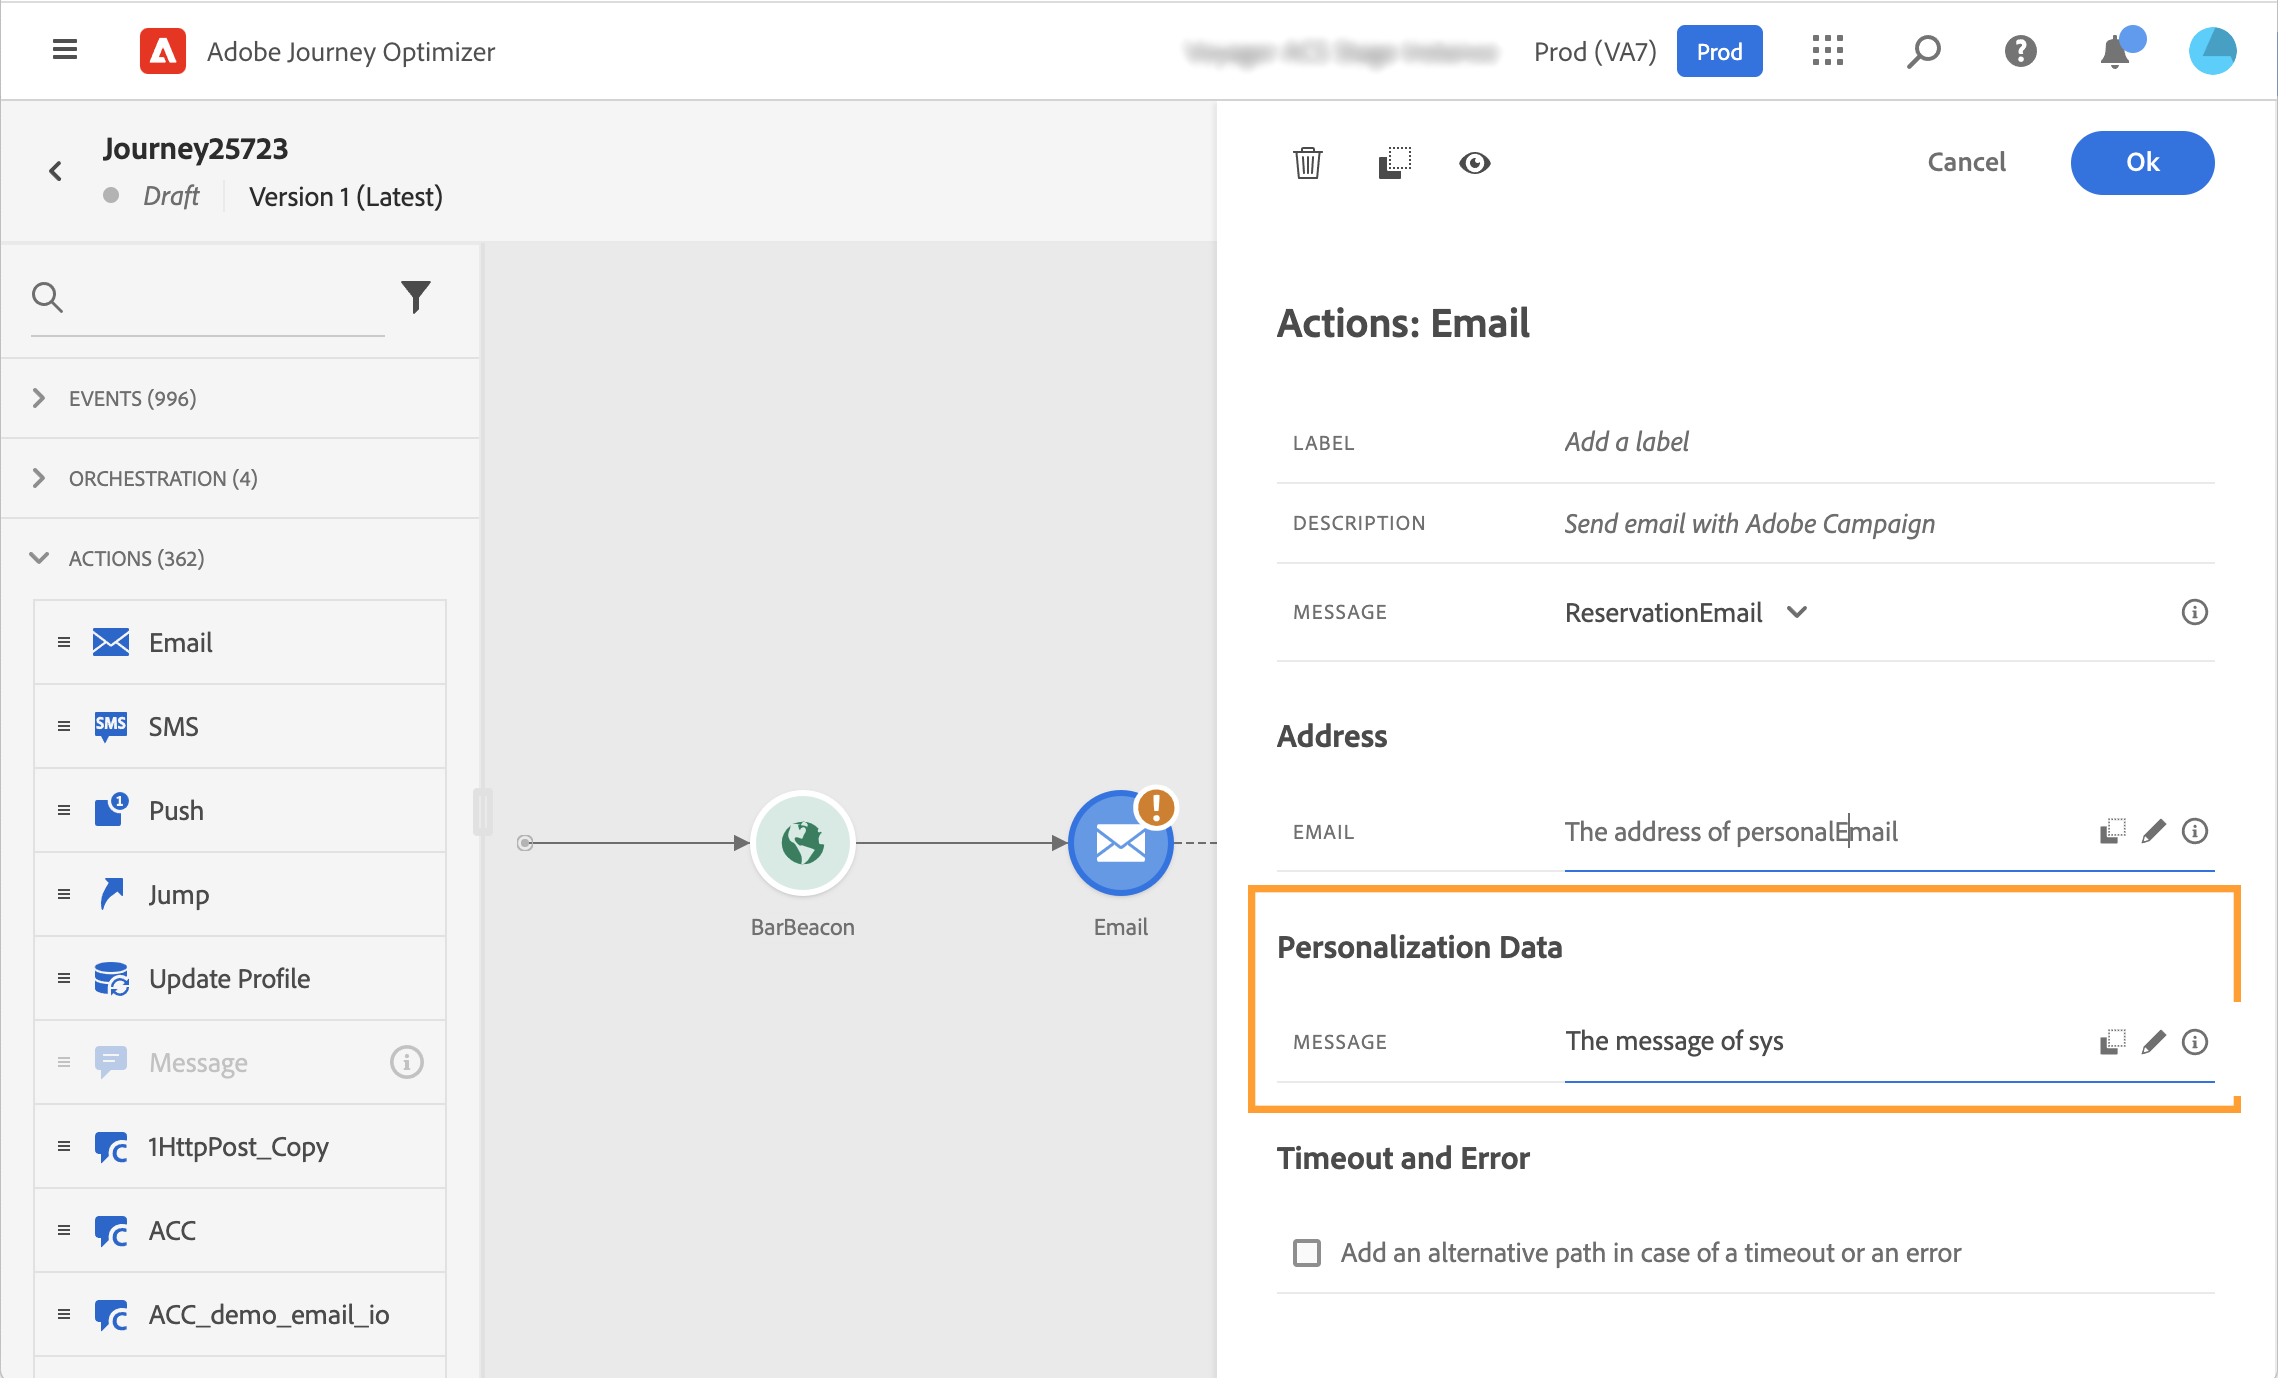 Adobe Journey Optimizer
Prod (VA7)
Prod
Journey25723
Draft
Version 1 (Latest)
Cancel
Ok
EVENTS (996)
ORCHESTRATION (4)
ACTIONS (362)
Email
SMS
SMS
1
Push
Jump
Update Profile
Message
1HttpPost_Copy
ACC
ACC_demo_email_io
BarBeacon
Email
Actions: Email
LABEL
Add a label
DESCRIPTION
Send email with Adobe Campaign
MESSAGE
ReservationEmail
Address
EMAIL
The address of personalEmail
Personalization Data
MESSAGE
The message of sys
Timeout and Error
Add an alternative path in case of a timeout or an error